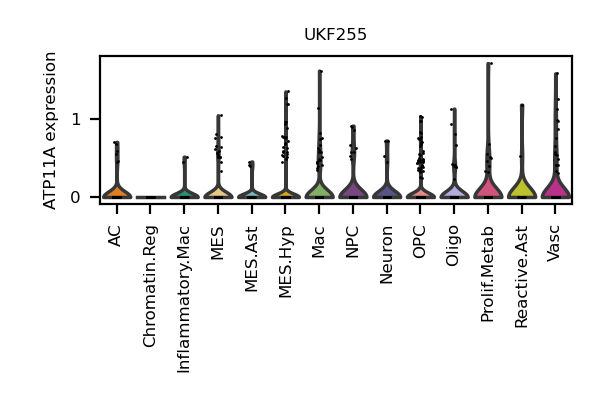 UKF255
ATP11A expression
1
0
AC
Chromatin.Reg
Inflammatory.Mac
MES
MES.Ast
MES.Hyp
Mac
NPC
Neuron
OPC
Oligo
Prolif.Metab
Reactive.Ast
Vasc